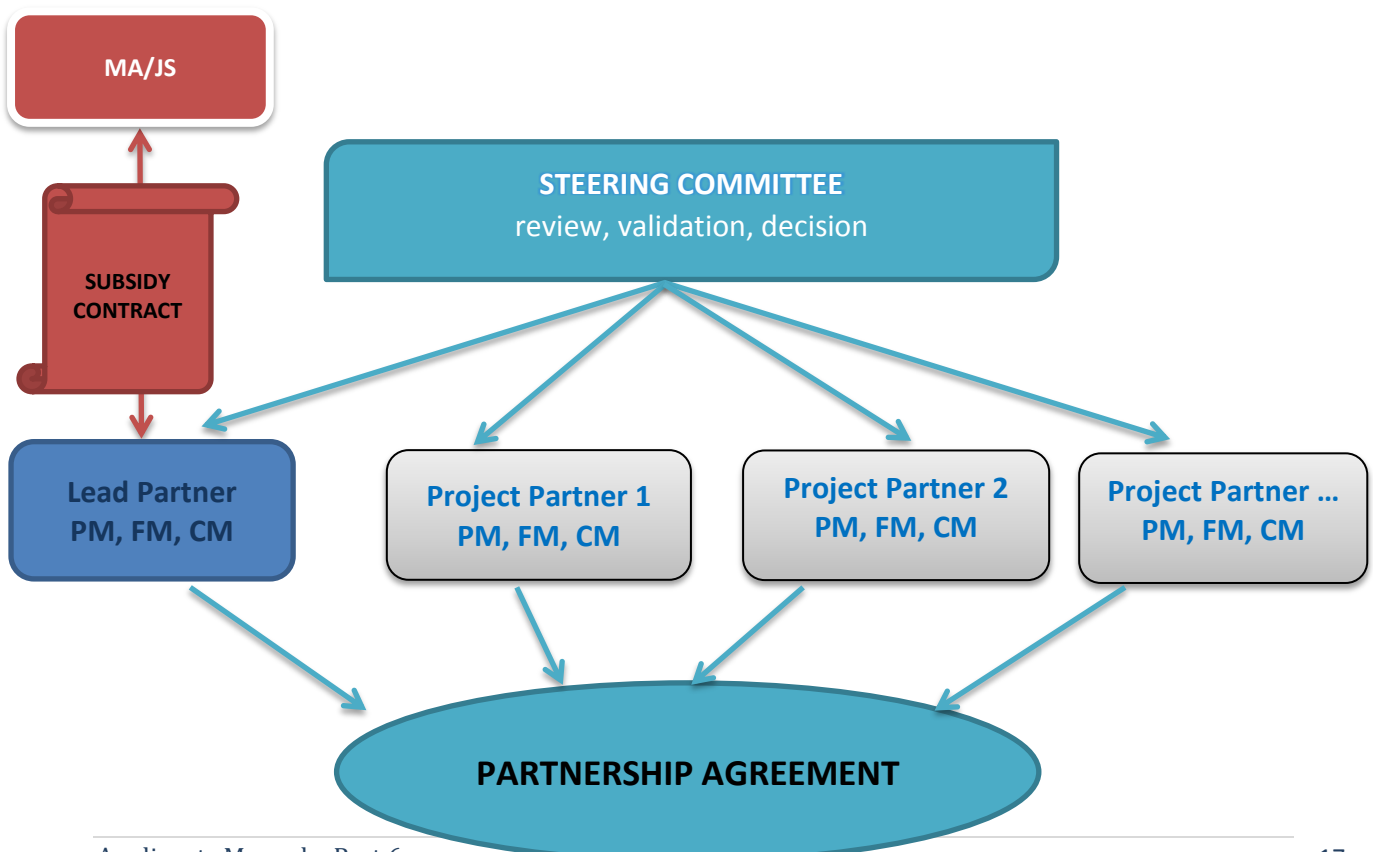 MA/JS
STEERING COMMITTEE
review, validation, decision
SUBSIDY
CONTRACT
Lead Partner
PM, FM, CM
Project Partner 1
PM, FM, CM
Project Partner 2
PM, FM, CM
Project Partner …
PM, FM, CM
PARTNERSHIP AGREEMENT